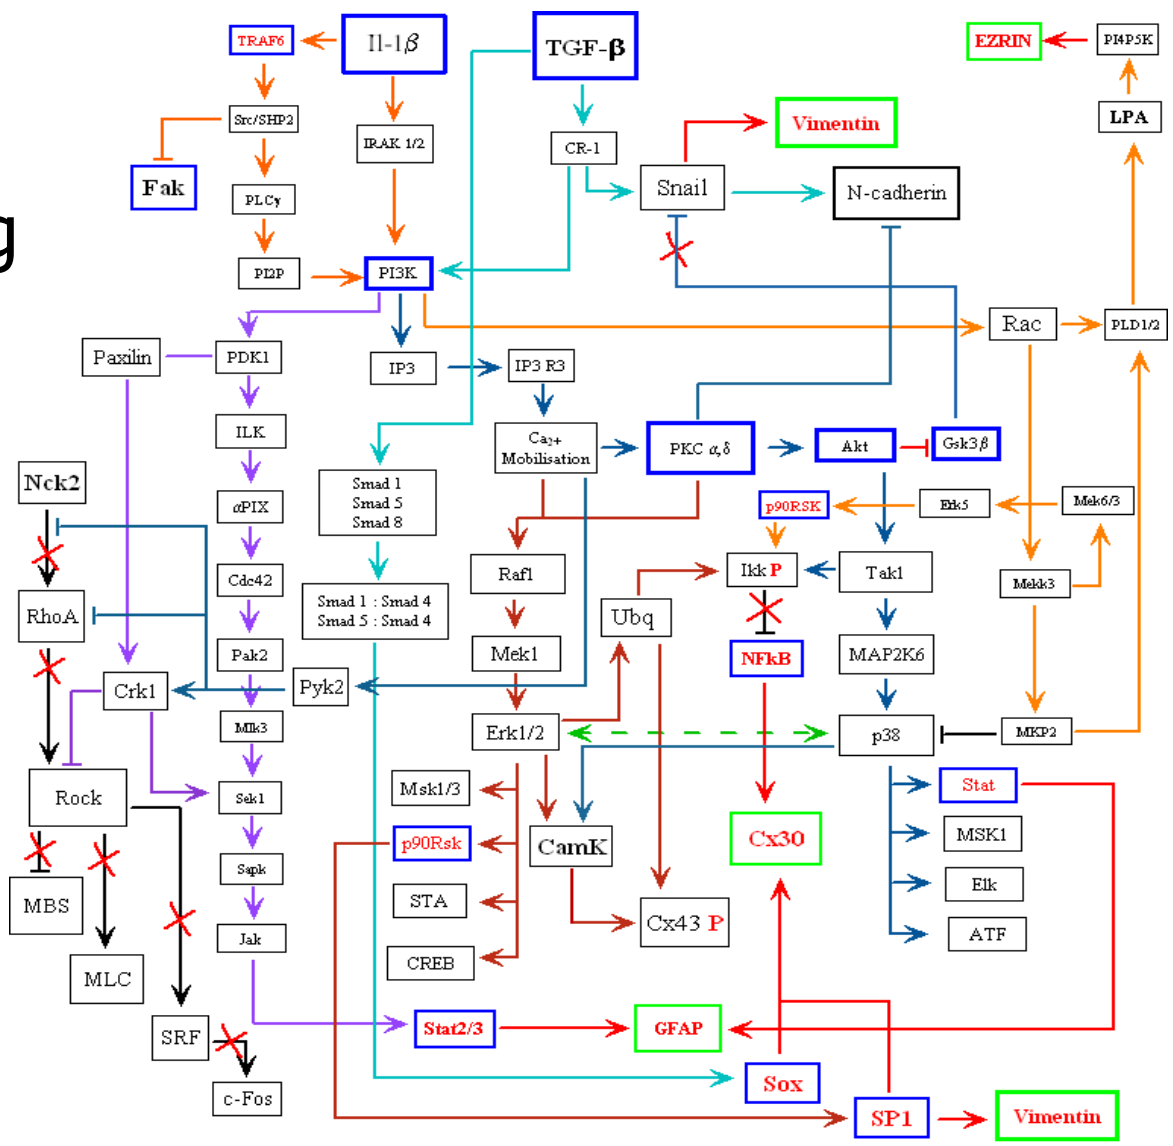 TRAF6
Il-1β
TGF-β
EZRIN
PI4P5K
Src/SHP2
IRAK 1/2
CR-1
Vimentin
LPA
Fak
PLCγ
Snail
N-cadherin
g
PI2P
PI3K
Rac
PLD1/2
Paxilin
PDK1
IP3
IP3 R3
ILK
Ca2+
Mobilisation
PKC α,δ
Akt
Gsk3β
Nck2
αPIX
Smad 1
Smad 5
Smad 8
p90RSK
Erk5
Mek6/3
Cdc42
Raf1
Ikk P
Tak1
Mekk3
RhoA
Smad 1 : Smad 4
Smad 5 : Smad 4
Ubq
Pak2
Mek1
NFkB
MAP2K6
Crk1
Pyk2
Mlk3
Erk1/2
p38
MKP2
Rock
Sek1
Msk1/3
Stat
p90Rsk
CamK
Cx30
MSK1
Sapk
Elk
MBS
STA
Cx43 P
Jak
ATF
MLC
CREB
SRF
Stat2/3
GFAP
c-Fos
Sox
SP1
Vimentin